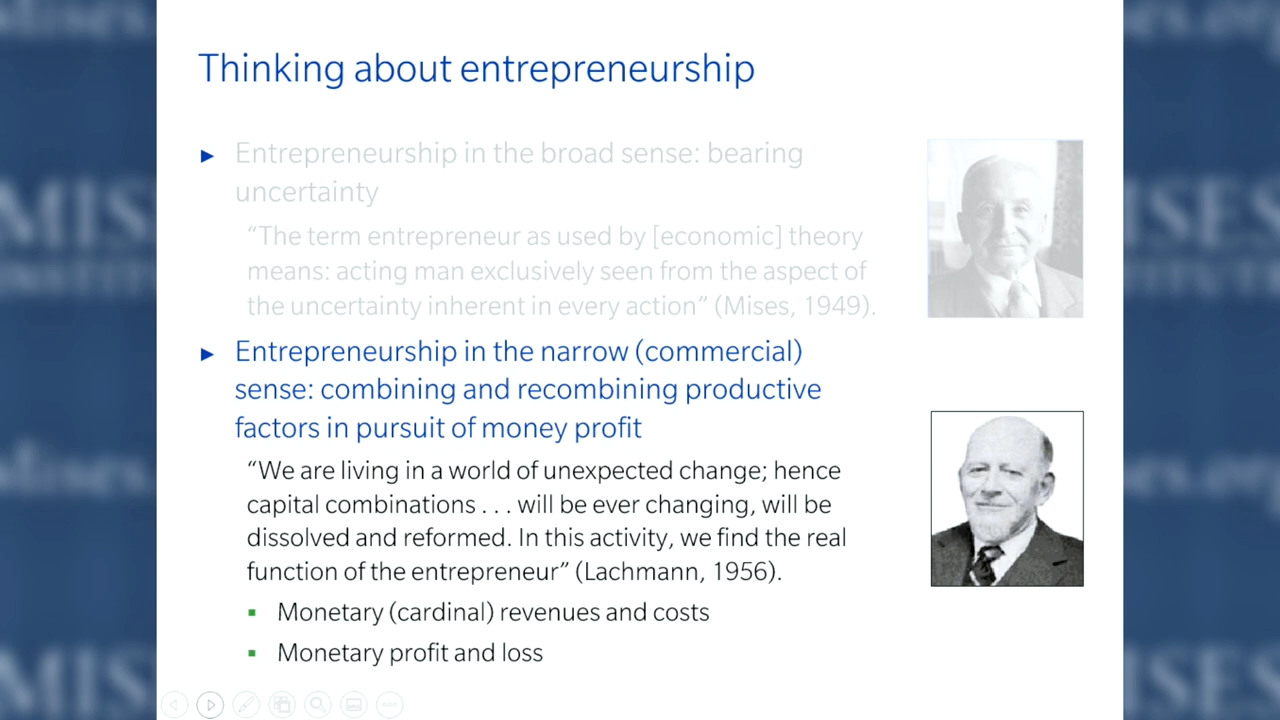 Thinking about entrepreneurship
► Entrepreneurship in the broad sense: bearing
uncertainty
“The term entrepreneur as used by [economic] theory
means: acting man exclusively seen from the aspect of
the uncertainty inherent in every action” (Mises, 1949).
► Entrepreneurship in the narrow (commercial)
sense: combining and recombining productive
factors in pursuit of money profit
“We are living in a world of unexpected change; hence
capital combinations . . . will be ever changing, will be
dissolved and reformed. In this activity, we find the real
function of the entrepreneur” (Lachmann, 1956).
▪ Monetary (cardinal) revenues and costs
▪ Monetary profit and loss